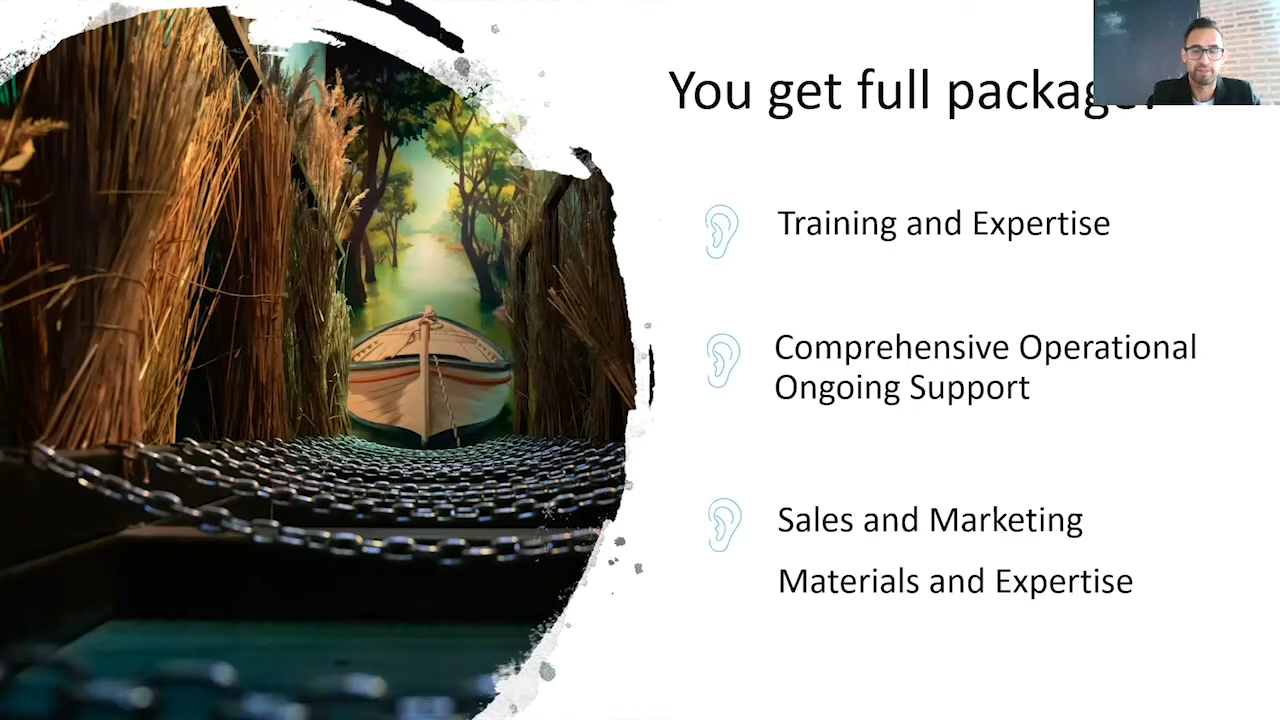 You get full package
Training and Expertise
Comprehensive Operational
Ongoing Support
Sales and Marketing
Materials and Expertise